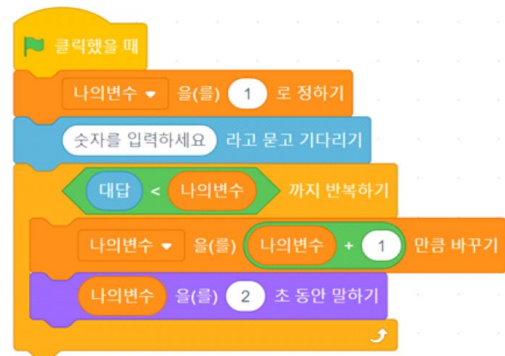 클릭했을 때
나의변수 을(를) 1 로 정하기
숫자를 입력하세요 라고 묻고 기다리기
대답 < 나의변수 까지 반복하기
나의변수 을(를) 나의변수 + 1 만큼 바꾸기
나의변수 을(를) 2 초 동안 말하기